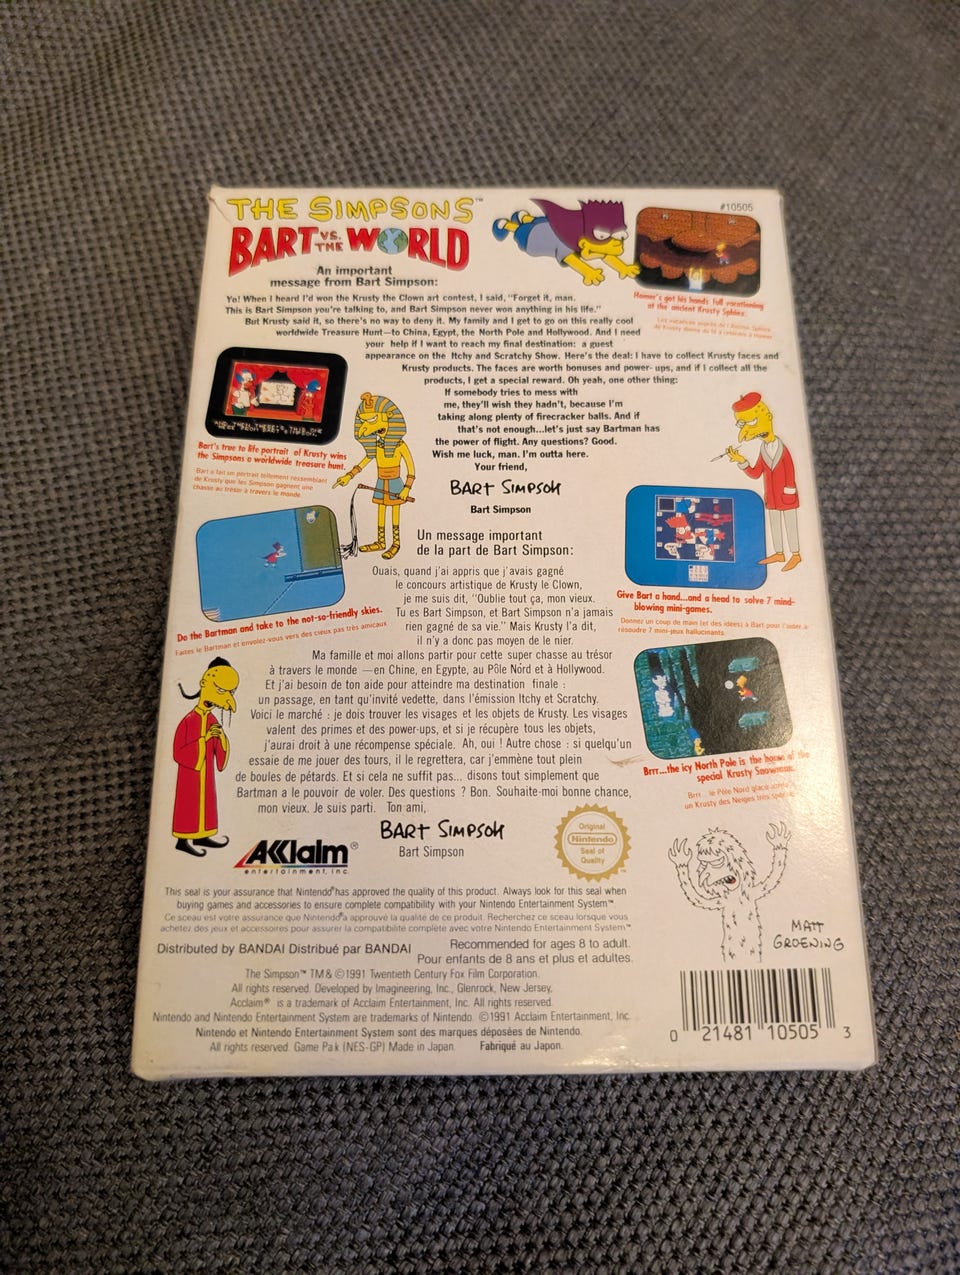 THE SIMPSONS™
BART VS. THE WORLD
#10505
An important
message from Bart Simpson:
Yo! When I heard I'd won the Krusty the Clown art contest, I said, "Forget it, man.
This is Bart Simpson you're talking to, and Bart Simpson never won anything in his life."
But Krusty said it, so there's no way to deny it. My family and I get to go on this really cool
worldwide Treasure Hunt—to China, Egypt, the North Pole and Hollywood. And I need
your help if I want to reach my final destination: a guest
appearance on the Itchy and Scratchy Show. Here's the deal: I have to collect Krusty faces and
Krusty products. The faces are worth bonuses and power-ups, and if I collect all the
products, I get a special reward. Oh yeah, one other thing:
If somebody tries to mess with
me, they'll wish they hadn't, because I'm
taking along plenty of firecracker balls. And if
that's not enough...let's just say Bartman has
the power of flight. Any questions? Good.
Wish me luck, man. I'm outta here.
Your friend,
BART SIMPSON
Bart Simpson
Homer's got his hands full vacationing
at the ancient Krusty Sphinx.
Bart's true to life portrait of Krusty wins
the Simpsons a worldwide treasure hunt.
Bart a fait un portrait tellement ressemblant
de Krusty que les Simpson gagnent une
chasse au trésor à travers le monde.
Un message important
de la part de Bart Simpson:
Ouais, quand j'ai appris que j'avais gagné
le concours artistique de Krusty le Clown,
je me suis dit, "Oublie tout ça, mon vieux.
Tu es Bart Simpson, et Bart Simpson n'a jamais
rien gagné de sa vie." Mais Krusty l'a dit,
il n'y a donc pas moyen de le nier.
Ma famille et moi allons partir pour cette super chasse au trésor
à travers le monde —en Chine, en Egypte, au Pôle Nord et à Hollywood.
Et j'ai besoin de ton aide pour atteindre ma destination finale :
un passage, en tant qu'invité vedette, dans l'émission Itchy et Scratchy.
Voici le marché : je dois trouver les visages et les objets de Krusty. Les visages
valent des primes et des power-ups, et si je récupère tous les objets,
j'aurai droit à une récompense spéciale. Ah, oui ! Autre chose : si quelqu'un
essaie de me jouer des tours, il le regrettera, car j'emmène tout plein
de boules de pétards. Et si cela ne suffit pas... disons tout simplement que
Bartman a le pouvoir de voler. Des questions ? Bon. Souhaite-moi bonne chance,
mon vieux. Je suis parti. Ton ami,
BART SIMPSON
Bart Simpson
Do the Bartman and take to the not-so-friendly skies.
Faites le Bartman et envolez-vous vers des cieux pas très amicaux.
Give Bart a hand...and a head to solve 7 mind-
blowing mini-games.
Donnez un coup de main (et des idées) à Bart pour l'aider à
résoudre 7 mini-jeux hallucinants.
Brrr...the icy North Pole is the home of the
special Krusty Snowman.
Brrr... le Pôle Nord glacé
un Krusty des Neiges très spécial.
AKKlaim®
entertainment, inc.
Original
Nintendo
Seal of
Quality
TM
MATT
GROENING
This seal is your assurance that Nintendo® has approved the quality of this product. Always look for this seal when
buying games and accessories to ensure complete compatibility with your Nintendo Entertainment System™
Ce sceau est votre assurance que Nintendo® a approuvé la qualité de ce produit. Recherchez ce sceau lorsque vous
achetez des jeux et accessoires pour assurer la compatibilité complète avec votre Nintendo Entertainment System™
Distributed by BANDAI Distribué par BANDAI
Recommended for ages 8 to adult.
Pour enfants de 8 ans et plus et adultes.
The Simpson™ TM & ©1991 Twentieth Century Fox Film Corporation.
All rights reserved. Developed by Imagineering, Inc., Glenrock, New Jersey,
Acclaim® is a trademark of Acclaim Entertainment, Inc. All rights reserved.
Nintendo and Nintendo Entertainment System are trademarks of Nintendo. ©1991 Acclaim Entertainment, Inc.
Nintendo et Nintendo Entertainment System sont des marques déposées de Nintendo.
All rights reserved. Game Pak (NES-GP) Made in Japan. Fabriqué au Japon.
0 21481 10505 3